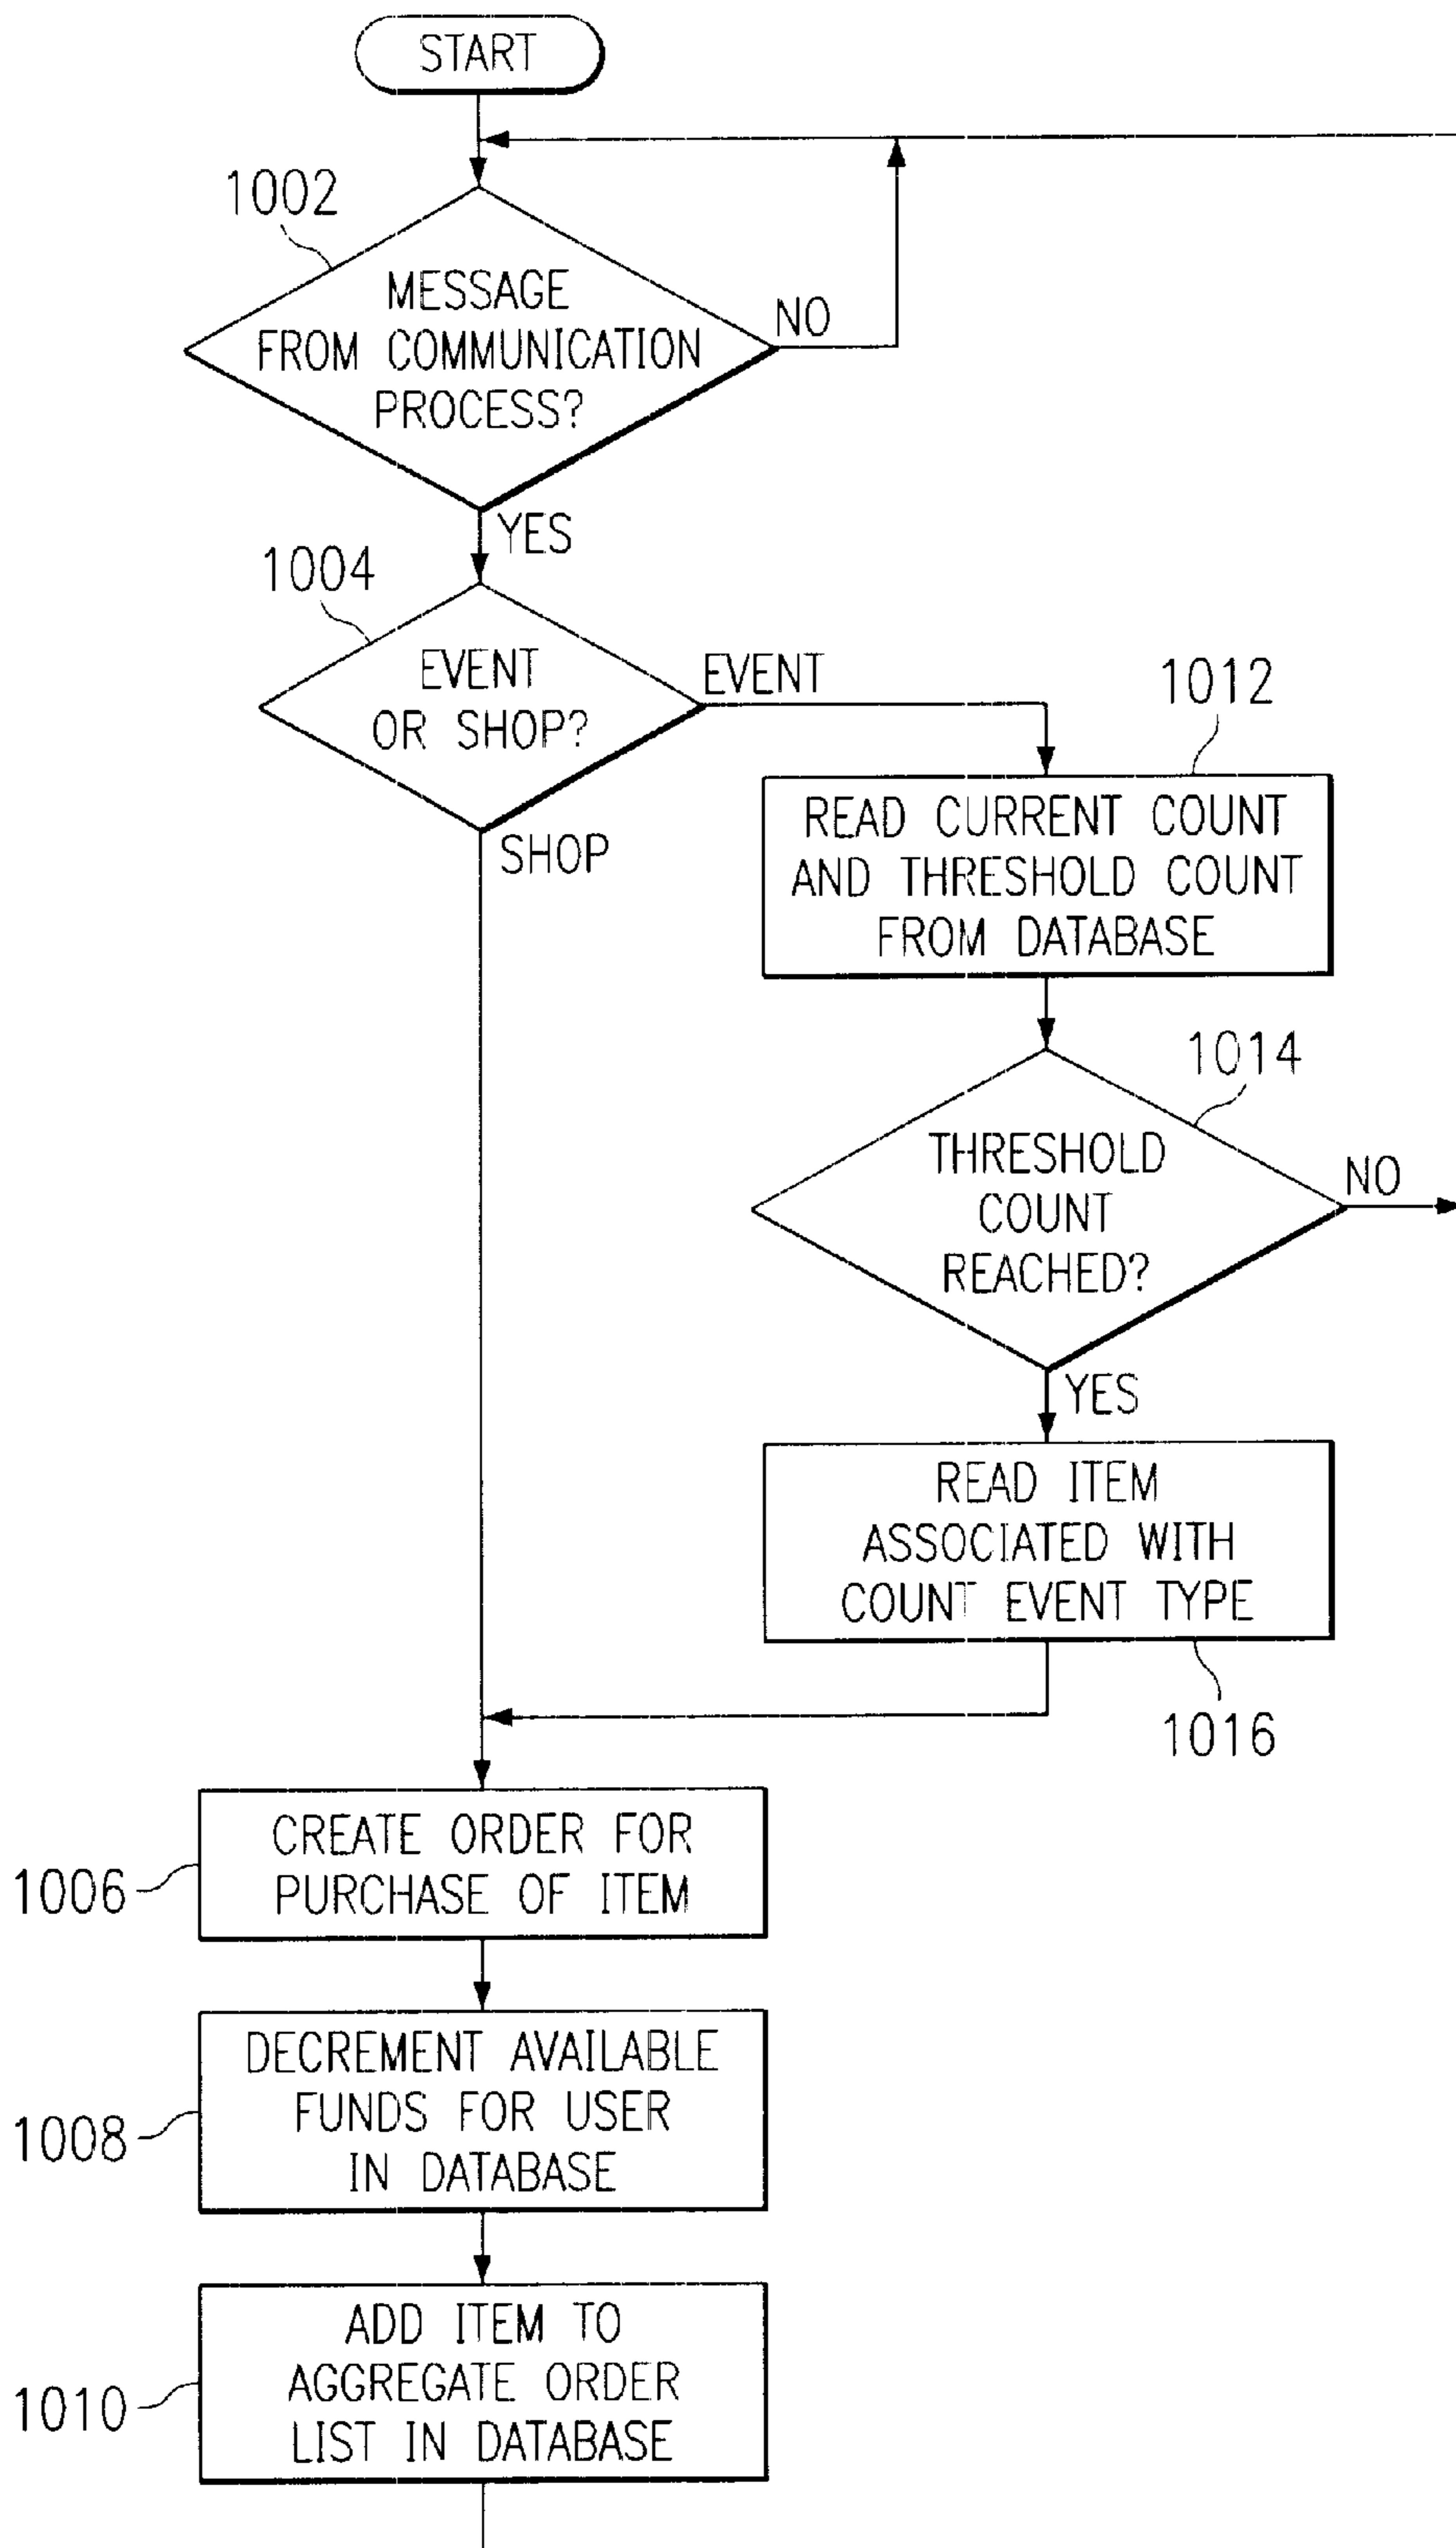 START
1002
MESSAGE
FROM COMMUNICATION
PROCESS?
NO
YES
1004
EVENT
OR SHOP?
EVENT
SHOP
1012
READ CURRENT COUNT
AND THRESHOLD COUNT
FROM DATABASE
1014
THRESHOLD
COUNT
REACHED?
NO
YES
READ ITEM
ASSOCIATED WITH
COUNT EVENT TYPE
1016
CREATE ORDER FOR
PURCHASE OF ITEM
1006
DECREMENT AVAILABLE
FUNDS FOR USER
IN DATABASE
1008
ADD ITEM TO
AGGREGATE ORDER
LIST IN DATABASE
1010